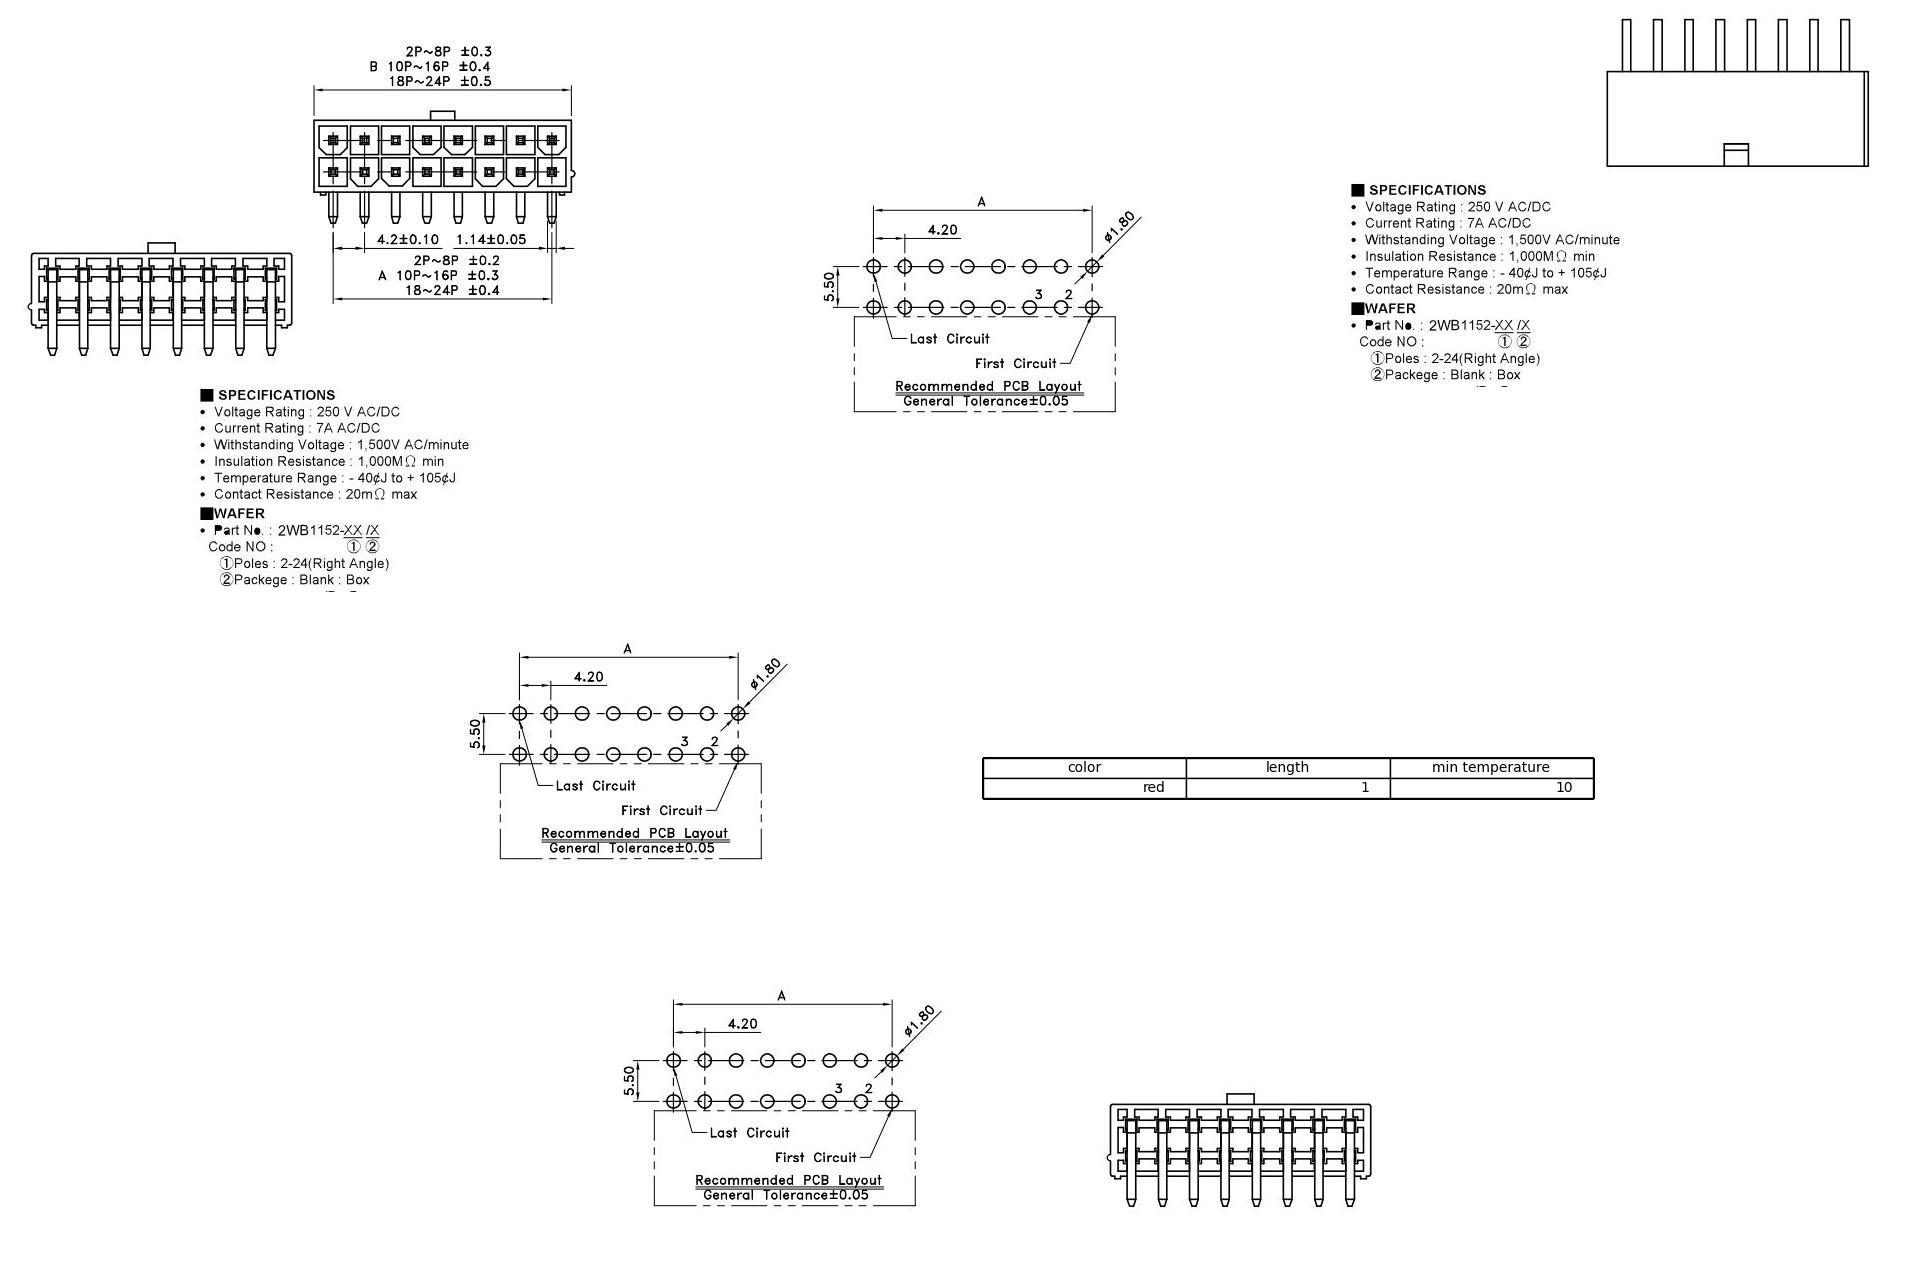 2P~8P ±0.3
B 10P~16P ±0.4
18P~24P ±0.5
4.2±0.10 1.14±0.05
2P~8P ±0.2
A 10P~16P ±0.3
18~24P ±0.4
■ SPECIFICATIONS
• Voltage Rating : 250 V AC/DC
• Current Rating : 7A AC/DC
• Withstanding Voltage : 1,500V AC/minute
• Insulation Resistance : 1,000MΩ min
• Temperature Range : - 40¢J to + 105¢J
• Contact Resistance : 20mΩ max
■WAFER
• Part No. : 2WB1152-XX /X
Code NO : ① ②
①Poles : 2-24(Right Angle)
②Packege : Blank : Box
A
4.20
ø1.80
5.50
3 2
Last Circuit
First Circuit
Recommended PCB Layout
General Tolerance±0.05
■ SPECIFICATIONS
• Voltage Rating : 250 V AC/DC
• Current Rating : 7A AC/DC
• Withstanding Voltage : 1,500V AC/minute
• Insulation Resistance : 1,000MΩ min
• Temperature Range : - 40¢J to + 105¢J
• Contact Resistance : 20mΩ max
■WAFER
• Part No. : 2WB1152-XX /X
Code NO : ① ②
①Poles : 2-24(Right Angle)
②Packege : Blank : Box
A
4.20
ø1.80
5.50
3 2
Last Circuit
First Circuit
Recommended PCB Layout
General Tolerance±0.05
color length min temperature
red 1 10
A
4.20
ø1.80
5.50
3 2
Last Circuit
First Circuit
Recommended PCB Layout
General Tolerance±0.05